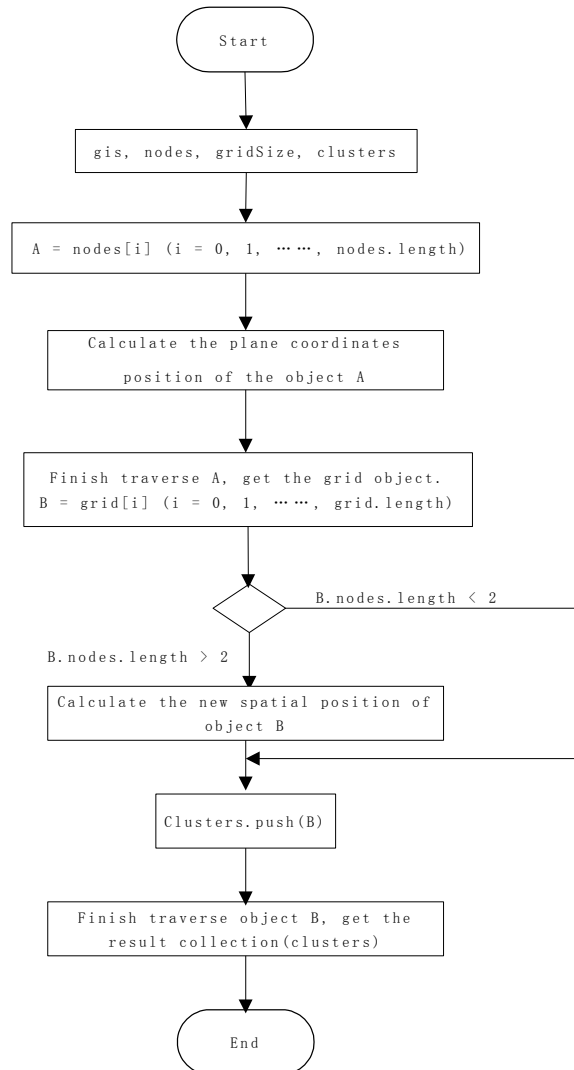 Start
gis, nodes, gridSize, clusters
A = nodes[i] (i = 0, 1, ……, nodes.length)
Calculate the plane coordinates
position of the object A
Finish traverse A, get the grid object.
B = grid[i] (i = 0, 1, ……, grid.length)
B.nodes.length < 2
B.nodes.length > 2
Calculate the new spatial position of
object B
Clusters.push(B)
Finish traverse object B, get the
result collection(clusters)
End